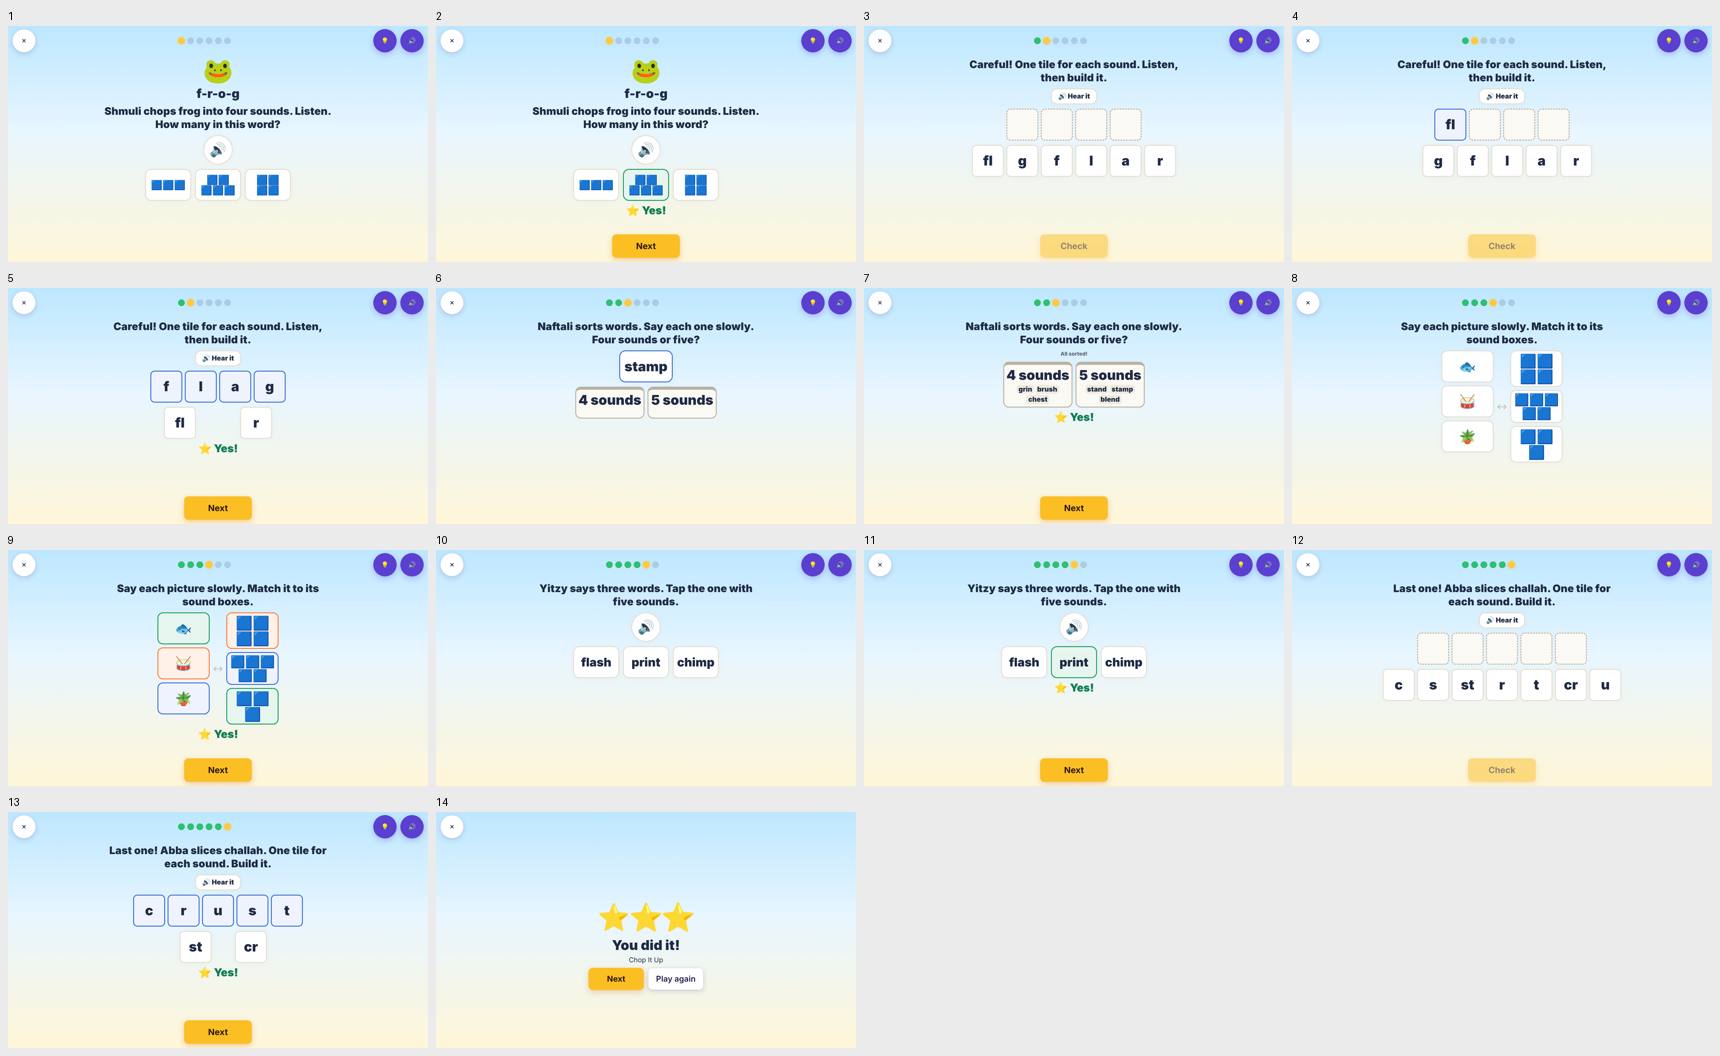 1
f-r-o-g
Shmuli chops frog into four sounds. Listen.
How many in this word?
2
f-r-o-g
Shmuli chops frog into four sounds. Listen.
How many in this word?
Yes!
Next
3
Careful! One tile for each sound. Listen,
then build it.
Hear it
fl g f l a r
Check
4
Careful! One tile for each sound. Listen,
then build it.
Hear it
fl
g f l a r
Check
5
Careful! One tile for each sound. Listen,
then build it.
Hear it
f l a g
fl r
Yes!
Next
6
Naftali sorts words. Say each one slowly.
Four sounds or five?
stamp
4 sounds 5 sounds
7
Naftali sorts words. Say each one slowly.
Four sounds or five?
All sorted!
4 sounds 5 sounds
grin brush stand stamp
chest blend
Yes!
Next
8
Say each picture slowly. Match it to its
sound boxes.
9
Say each picture slowly. Match it to its
sound boxes.
Yes!
Next
10
Yitzy says three words. Tap the one with
five sounds.
flash print chimp
11
Yitzy says three words. Tap the one with
five sounds.
flash print chimp
Yes!
Next
12
Last one! Abba slices challah. One tile for
each sound. Build it.
Hear it
c s st r t cr u
Check
13
Last one! Abba slices challah. One tile for
each sound. Build it.
Hear it
c r u s t
st cr
Yes!
Next
14
You did it!
Chop It Up
Next Play again